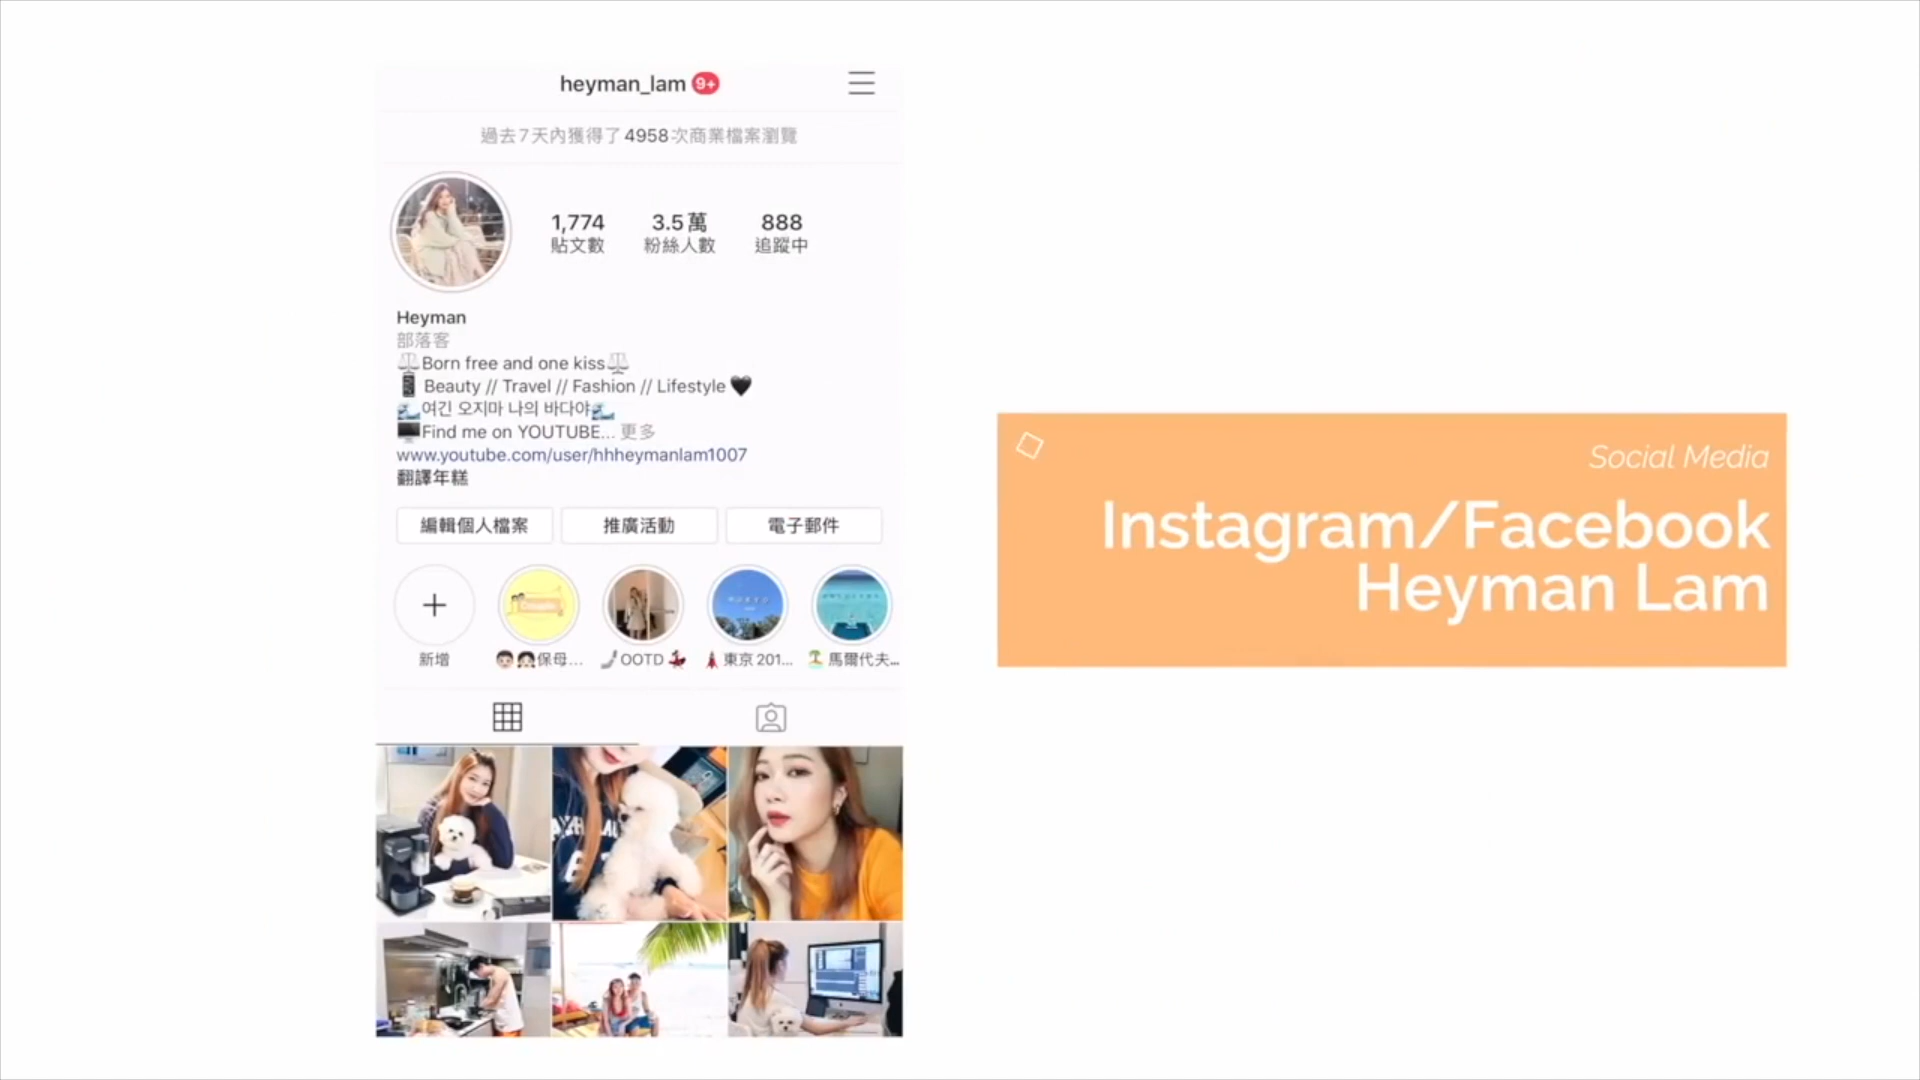 heyman_lam 9+
過去7天內獲得了4958次商業檔案瀏覽
1,774 3.5萬 888
貼文數 粉絲人數 追蹤中
Heyman
部落客
Born free and one kiss
Beauty // Travel // Fashion // Lifestyle
여긴 오지마 나의 바다야
Find me on YOUTUBE... 更多
www.youtube.com/user/hhheymanlam1007
翻譯年糕
編輯個人檔案 推廣活動 電子郵件
新增 保母... OOTD 東京 201... 馬爾代夫...
Social Media
Instagram/Facebook
Heyman Lam